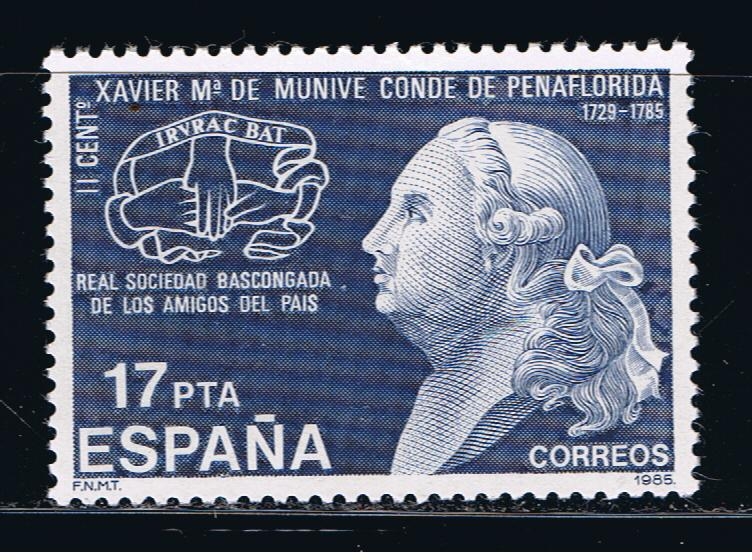 XAVIER Mª DE MUNIVE CONDE DE PEÑAFLORIDA
1729-1785
II CENTº
IRVRAC BAT
REAL SOCIEDAD BASCONGADA
DE LOS AMIGOS DEL PAIS
17 PTA
ESPAÑA
CORREOS
F.N.M.T.
1985.